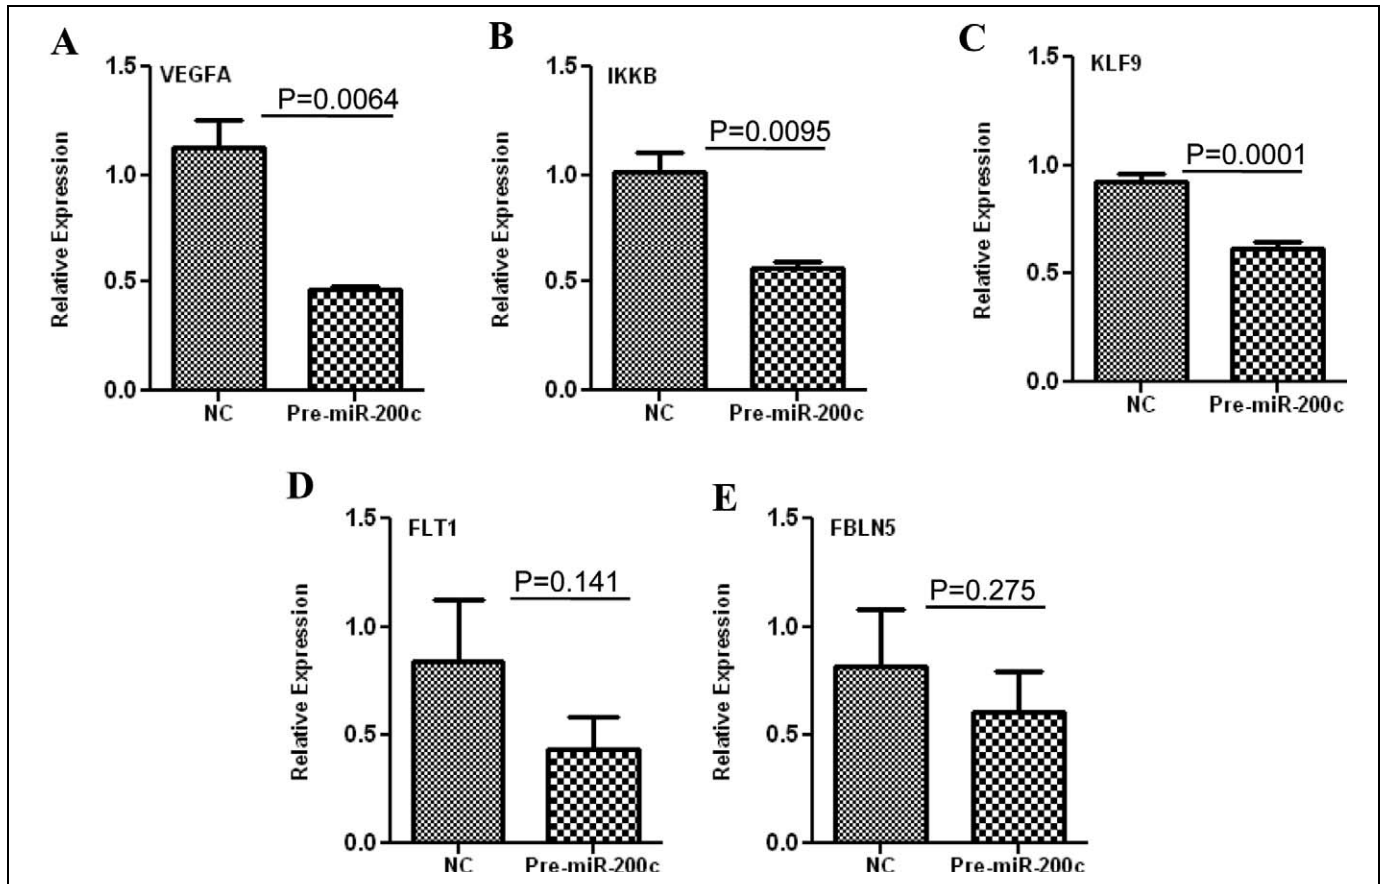 A
VEGFA
P=0.0064
Relative Expression
1.5
1.0
0.5
0.0
NC
Pre-miR-200c
B
IKKB
P=0.0095
Relative Expression
1.5
1.0
0.5
0.0
NC
Pre-miR-200c
C
KLF9
P=0.0001
Relative Expression
1.5
1.0
0.5
0.0
NC
Pre-miR-200c
D
FLT1
P=0.141
Relative Expression
1.5
1.0
0.5
0.0
NC
Pre-miR-200c
E
FBLN5
P=0.275
Relative Expression
1.5
1.0
0.5
0.0
NC
Pre-miR-200c